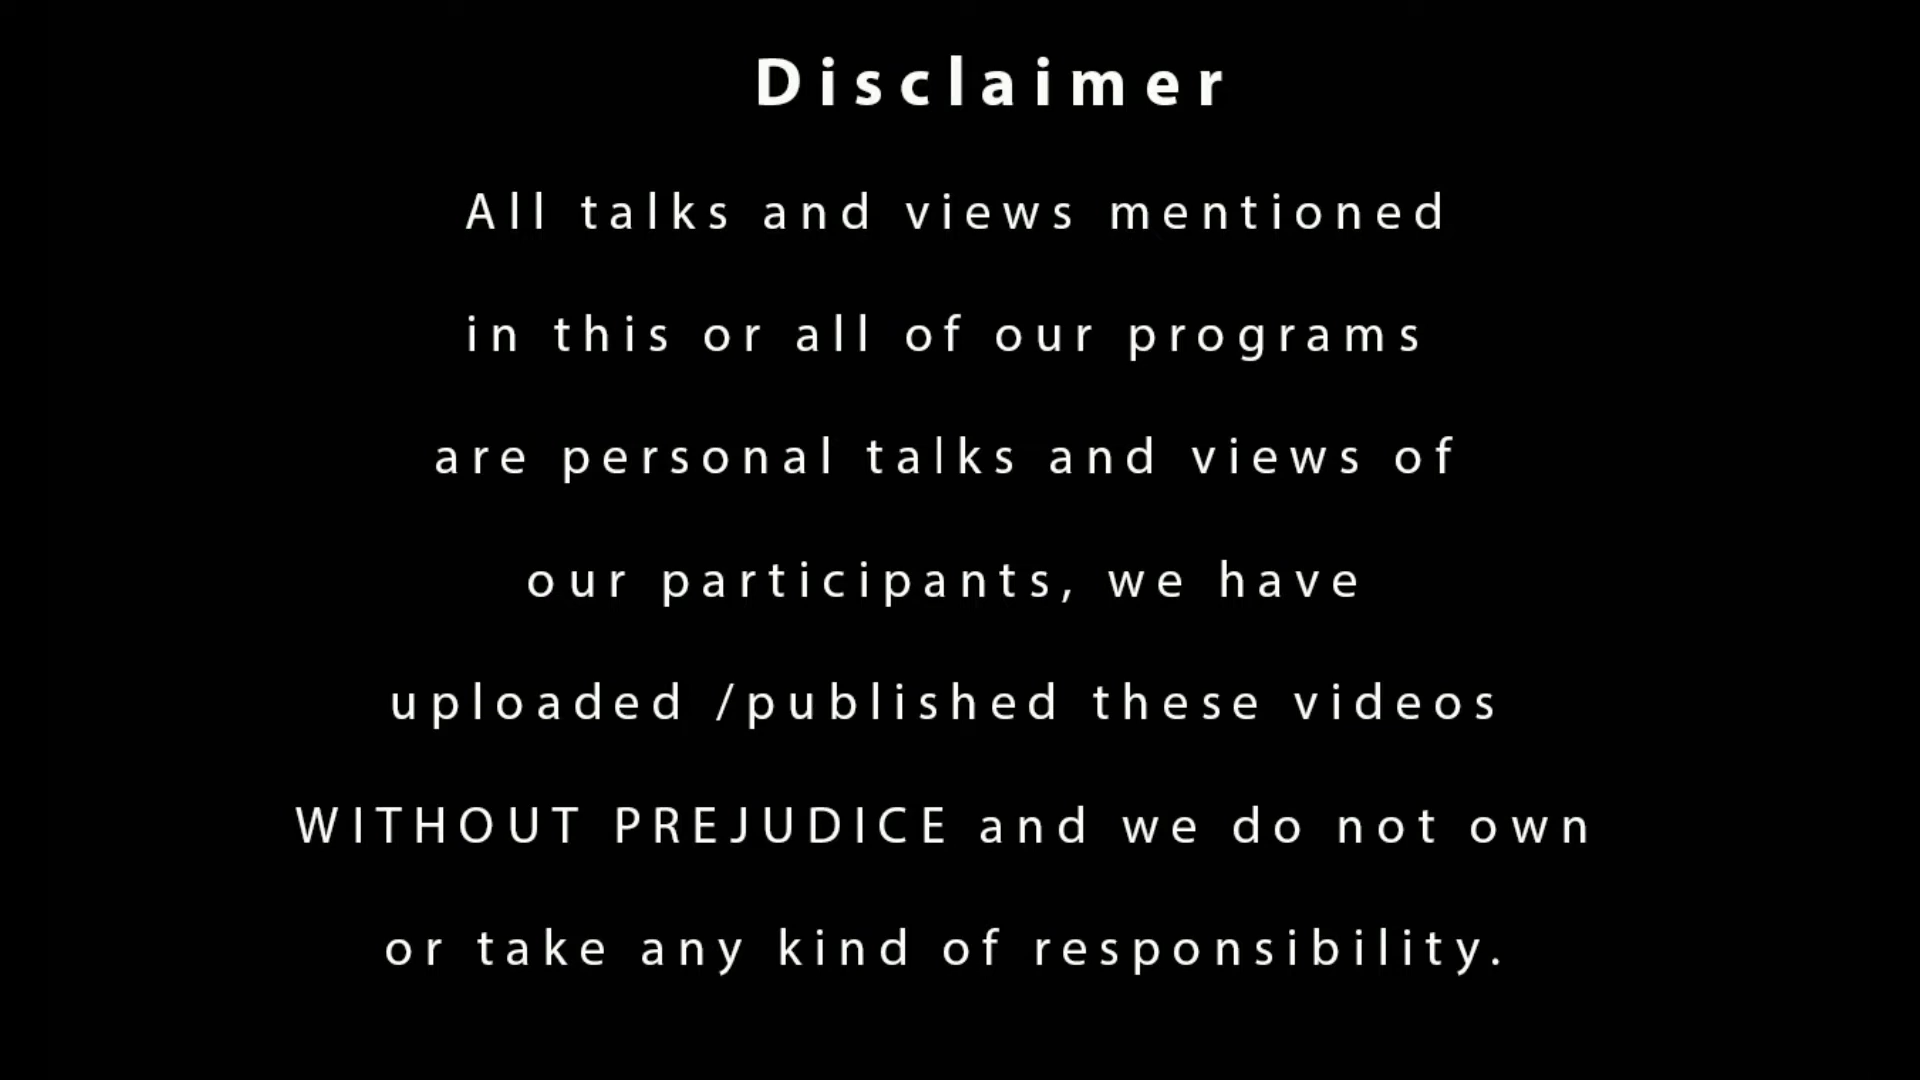 Disclaimer
All talks and views mentioned
in this or all of our programs
are personal talks and views of
our participants, we have
uploaded /published these videos
WITHOUT PREJUDICE and we do not own
or take any kind of responsibility.